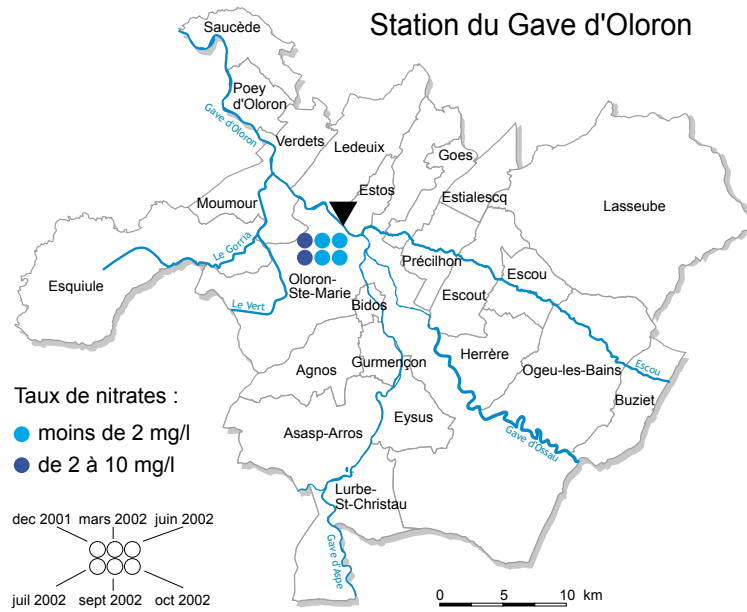 Station du Gave d'Oloron
Saucède
Poey
d'Oloron
Gave d'Oloron
Verdets
Ledeuix
Goes
Estos
Estialescq
Lasseube
Moumour
Le Gorria
Précilhon
Escou
Esquiule
Oloron-
Ste-Marie
Escout
Le Vert
Bidos
Herrère
Gurmençon
Agnos
Ogeu-les-Bains
Escou
Buziet
Eysus
Asasp-Arros
Gave d'Ossau
Lurbe-
St-Christau
Gave d'Aspe
Taux de nitrates :
moins de 2 mg/l
de 2 à 10 mg/l
dec 2001 mars 2002 juin 2002
juil 2002 sept 2002 oct 2002
0 5 10 km